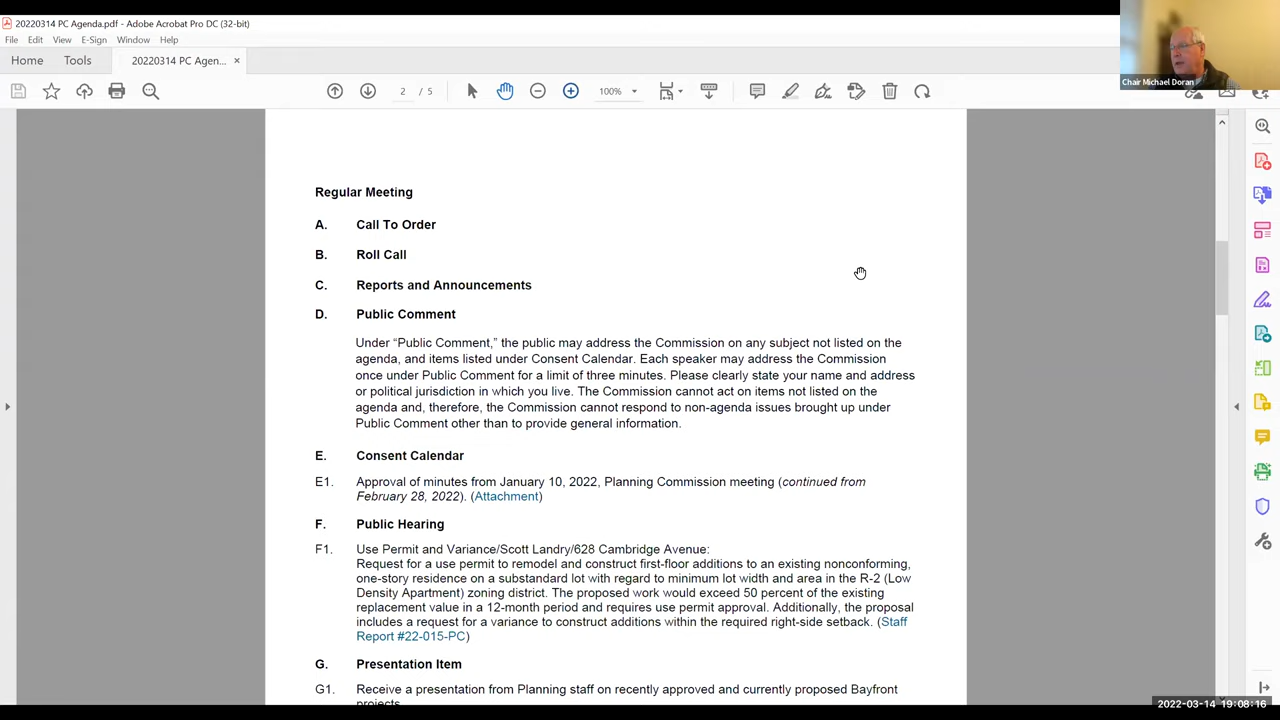 20220314 PC Agenda.pdf - Adobe Acrobat Pro DC (32-bit)
File Edit View E-Sign Window Help
Home Tools 20220314 PC Agen... ×
2 / 5 100%
Chair Michael Doran
Regular Meeting
A. Call To Order
B. Roll Call
C. Reports and Announcements
D. Public Comment
Under “Public Comment,” the public may address the Commission on any subject not listed on the
agenda, and items listed under Consent Calendar. Each speaker may address the Commission
once under Public Comment for a limit of three minutes. Please clearly state your name and address
or political jurisdiction in which you live. The Commission cannot act on items not listed on the
agenda and, therefore, the Commission cannot respond to non-agenda issues brought up under
Public Comment other than to provide general information.
E. Consent Calendar
E1. Approval of minutes from January 10, 2022, Planning Commission meeting (continued from
February 28, 2022). (Attachment)
F. Public Hearing
F1. Use Permit and Variance/Scott Landry/628 Cambridge Avenue:
Request for a use permit to remodel and construct first-floor additions to an existing nonconforming,
one-story residence on a substandard lot with regard to minimum lot width and area in the R-2 (Low
Density Apartment) zoning district. The proposed work would exceed 50 percent of the existing
replacement value in a 12-month period and requires use permit approval. Additionally, the proposal
includes a request for a variance to construct additions within the required right-side setback. (Staff
Report #22-015-PC)
G. Presentation Item
G1. Receive a presentation from Planning staff on recently approved and currently proposed Bayfront
projects.
2022-03-14 19:08:16